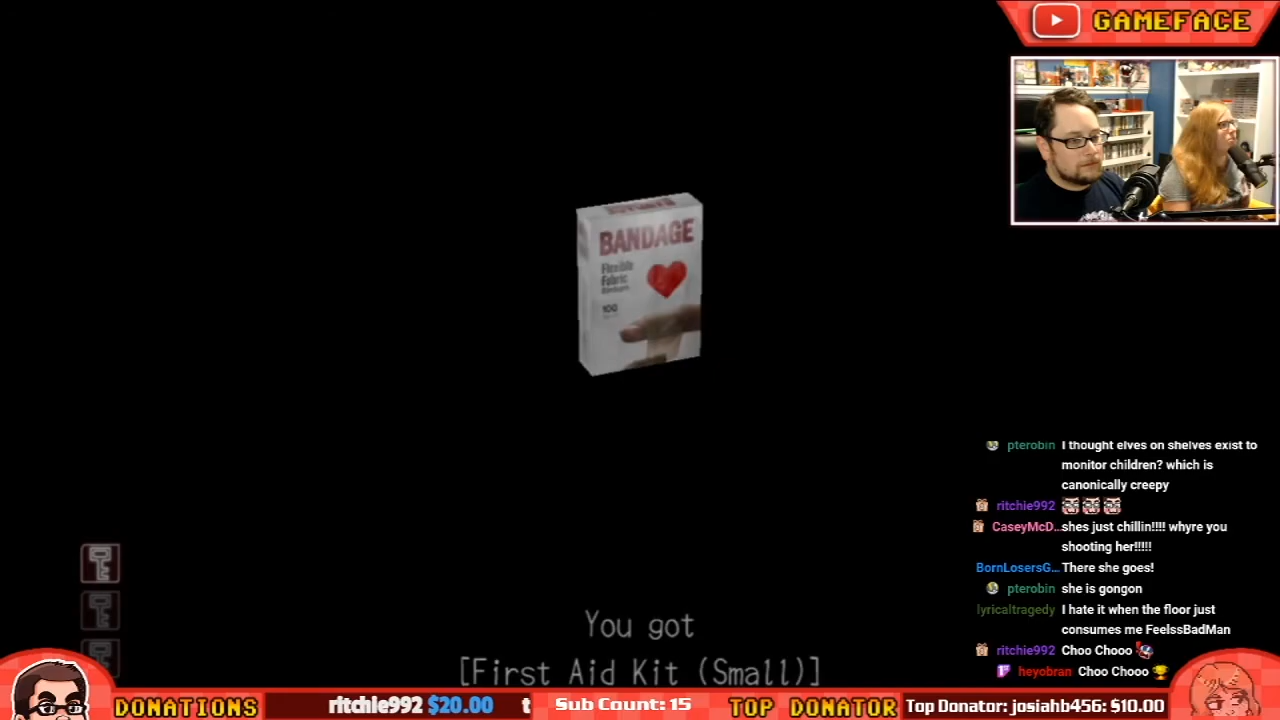 GAMEFACE
BANDAGE
Flexible
Fabric
100
I thought elves on shelves exist to
pterobin
monitor children? which is
canonically creepy
ritchie992
CaseyMcD... shes just chillin!!!! whyre you
shooting her!!!!!
BornLosersG... There she goes!
pterobin she is gongon
lyricaltragedy I hate it when the floor just
consumes me FeelssBadMan
ritchie992 Choo Chooo
heyobran Choo Chooo
You got
[First Aid Kit (Small)]
DONATIONS ritchie992 $20.00 t Sub Count: 15 TOP DONATOR Top Donator: josiahb456: $10.00